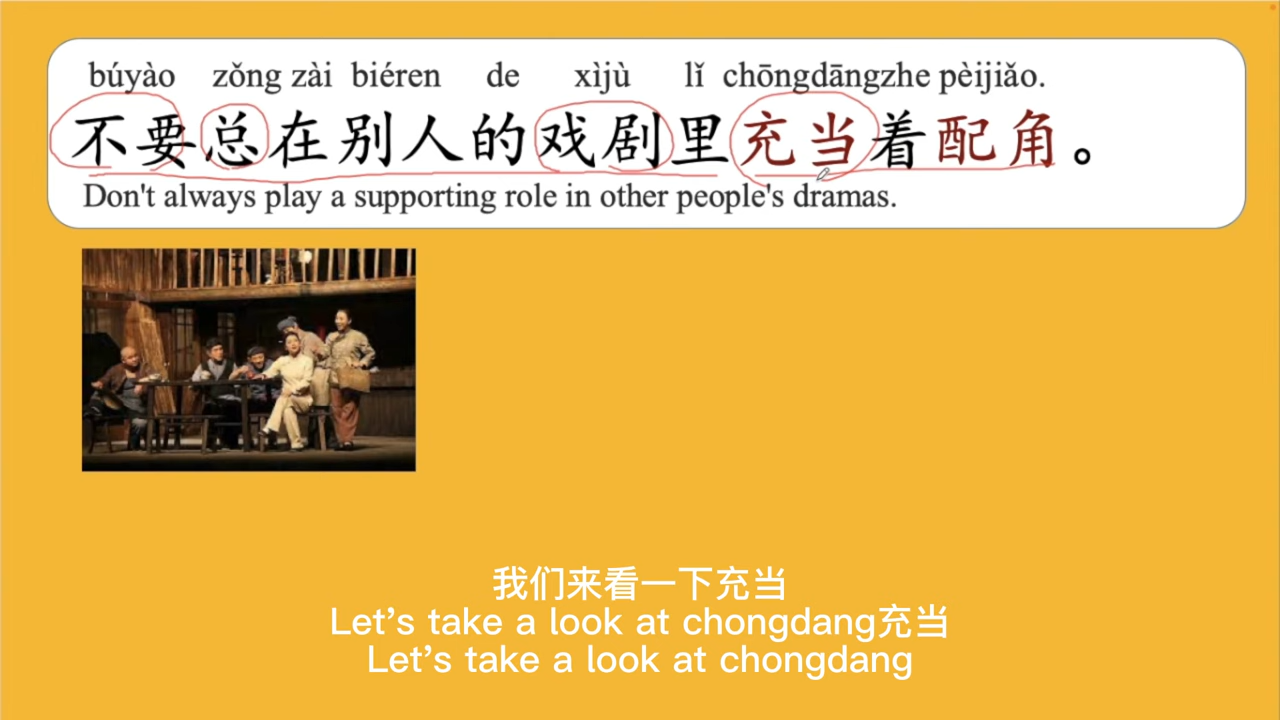 búyào zǒng zài biéren de xìjù lǐ chōngdāngzhe pèijiǎo.
不要总在别人的戏剧里充当着配角。
Don't always play a supporting role in other people's dramas.
我们来看一下充当
Let's take a look at chongdang充当
Let's take a look at chongdang